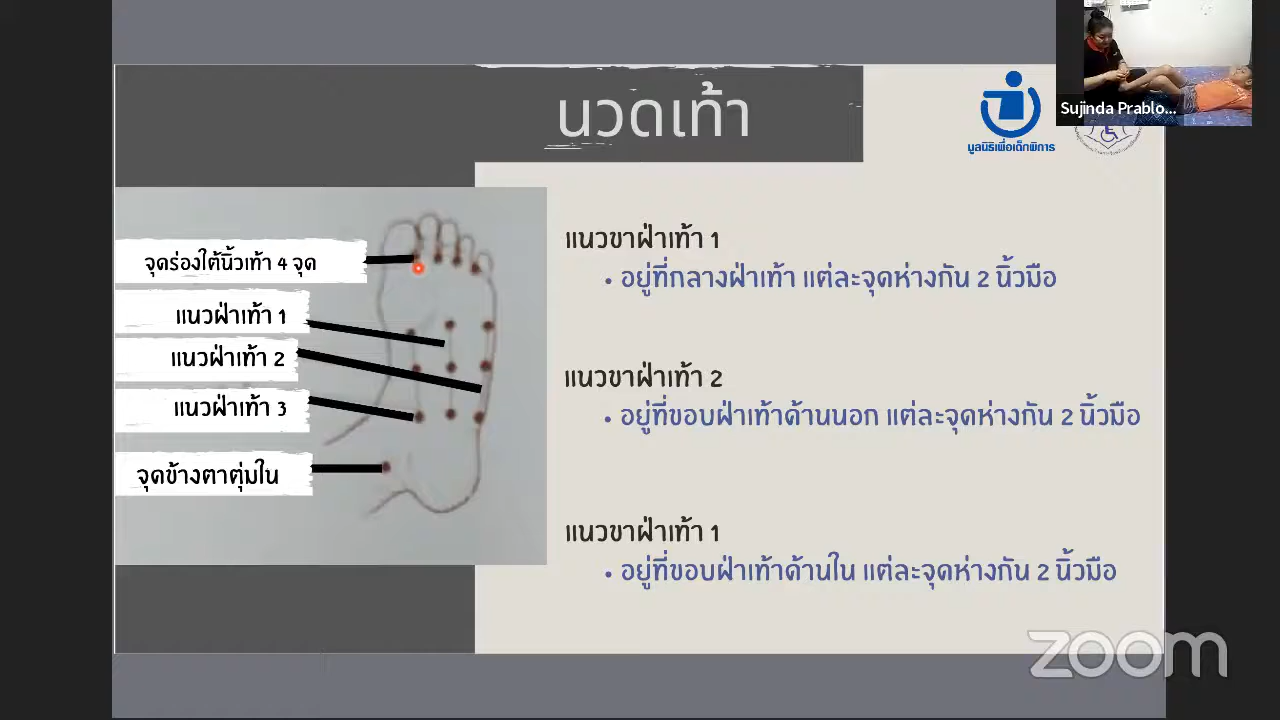 Sujinda Prablo...
นวดเท้า
มูลนิธิเพื่อเด็กพิการ
จุดร่องใต้นิ้วเท้า 4 จุด
แนวฝ่าเท้า 1
แนวฝ่าเท้า 2
แนวฝ่าเท้า 3
จุดข้างตาตุ่มใน
แนวขาฝ่าเท้า 1
• อยู่ที่กลางฝ่าเท้า แต่ละจุดห่างกัน 2 นิ้วมือ
แนวขาฝ่าเท้า 2
• อยู่ที่ขอบฝ่าเท้าด้านนอก แต่ละจุดห่างกัน 2 นิ้วมือ
แนวขาฝ่าเท้า 1
• อยู่ที่ขอบฝ่าเท้าด้านใน แต่ละจุดห่างกัน 2 นิ้วมือ
zoom